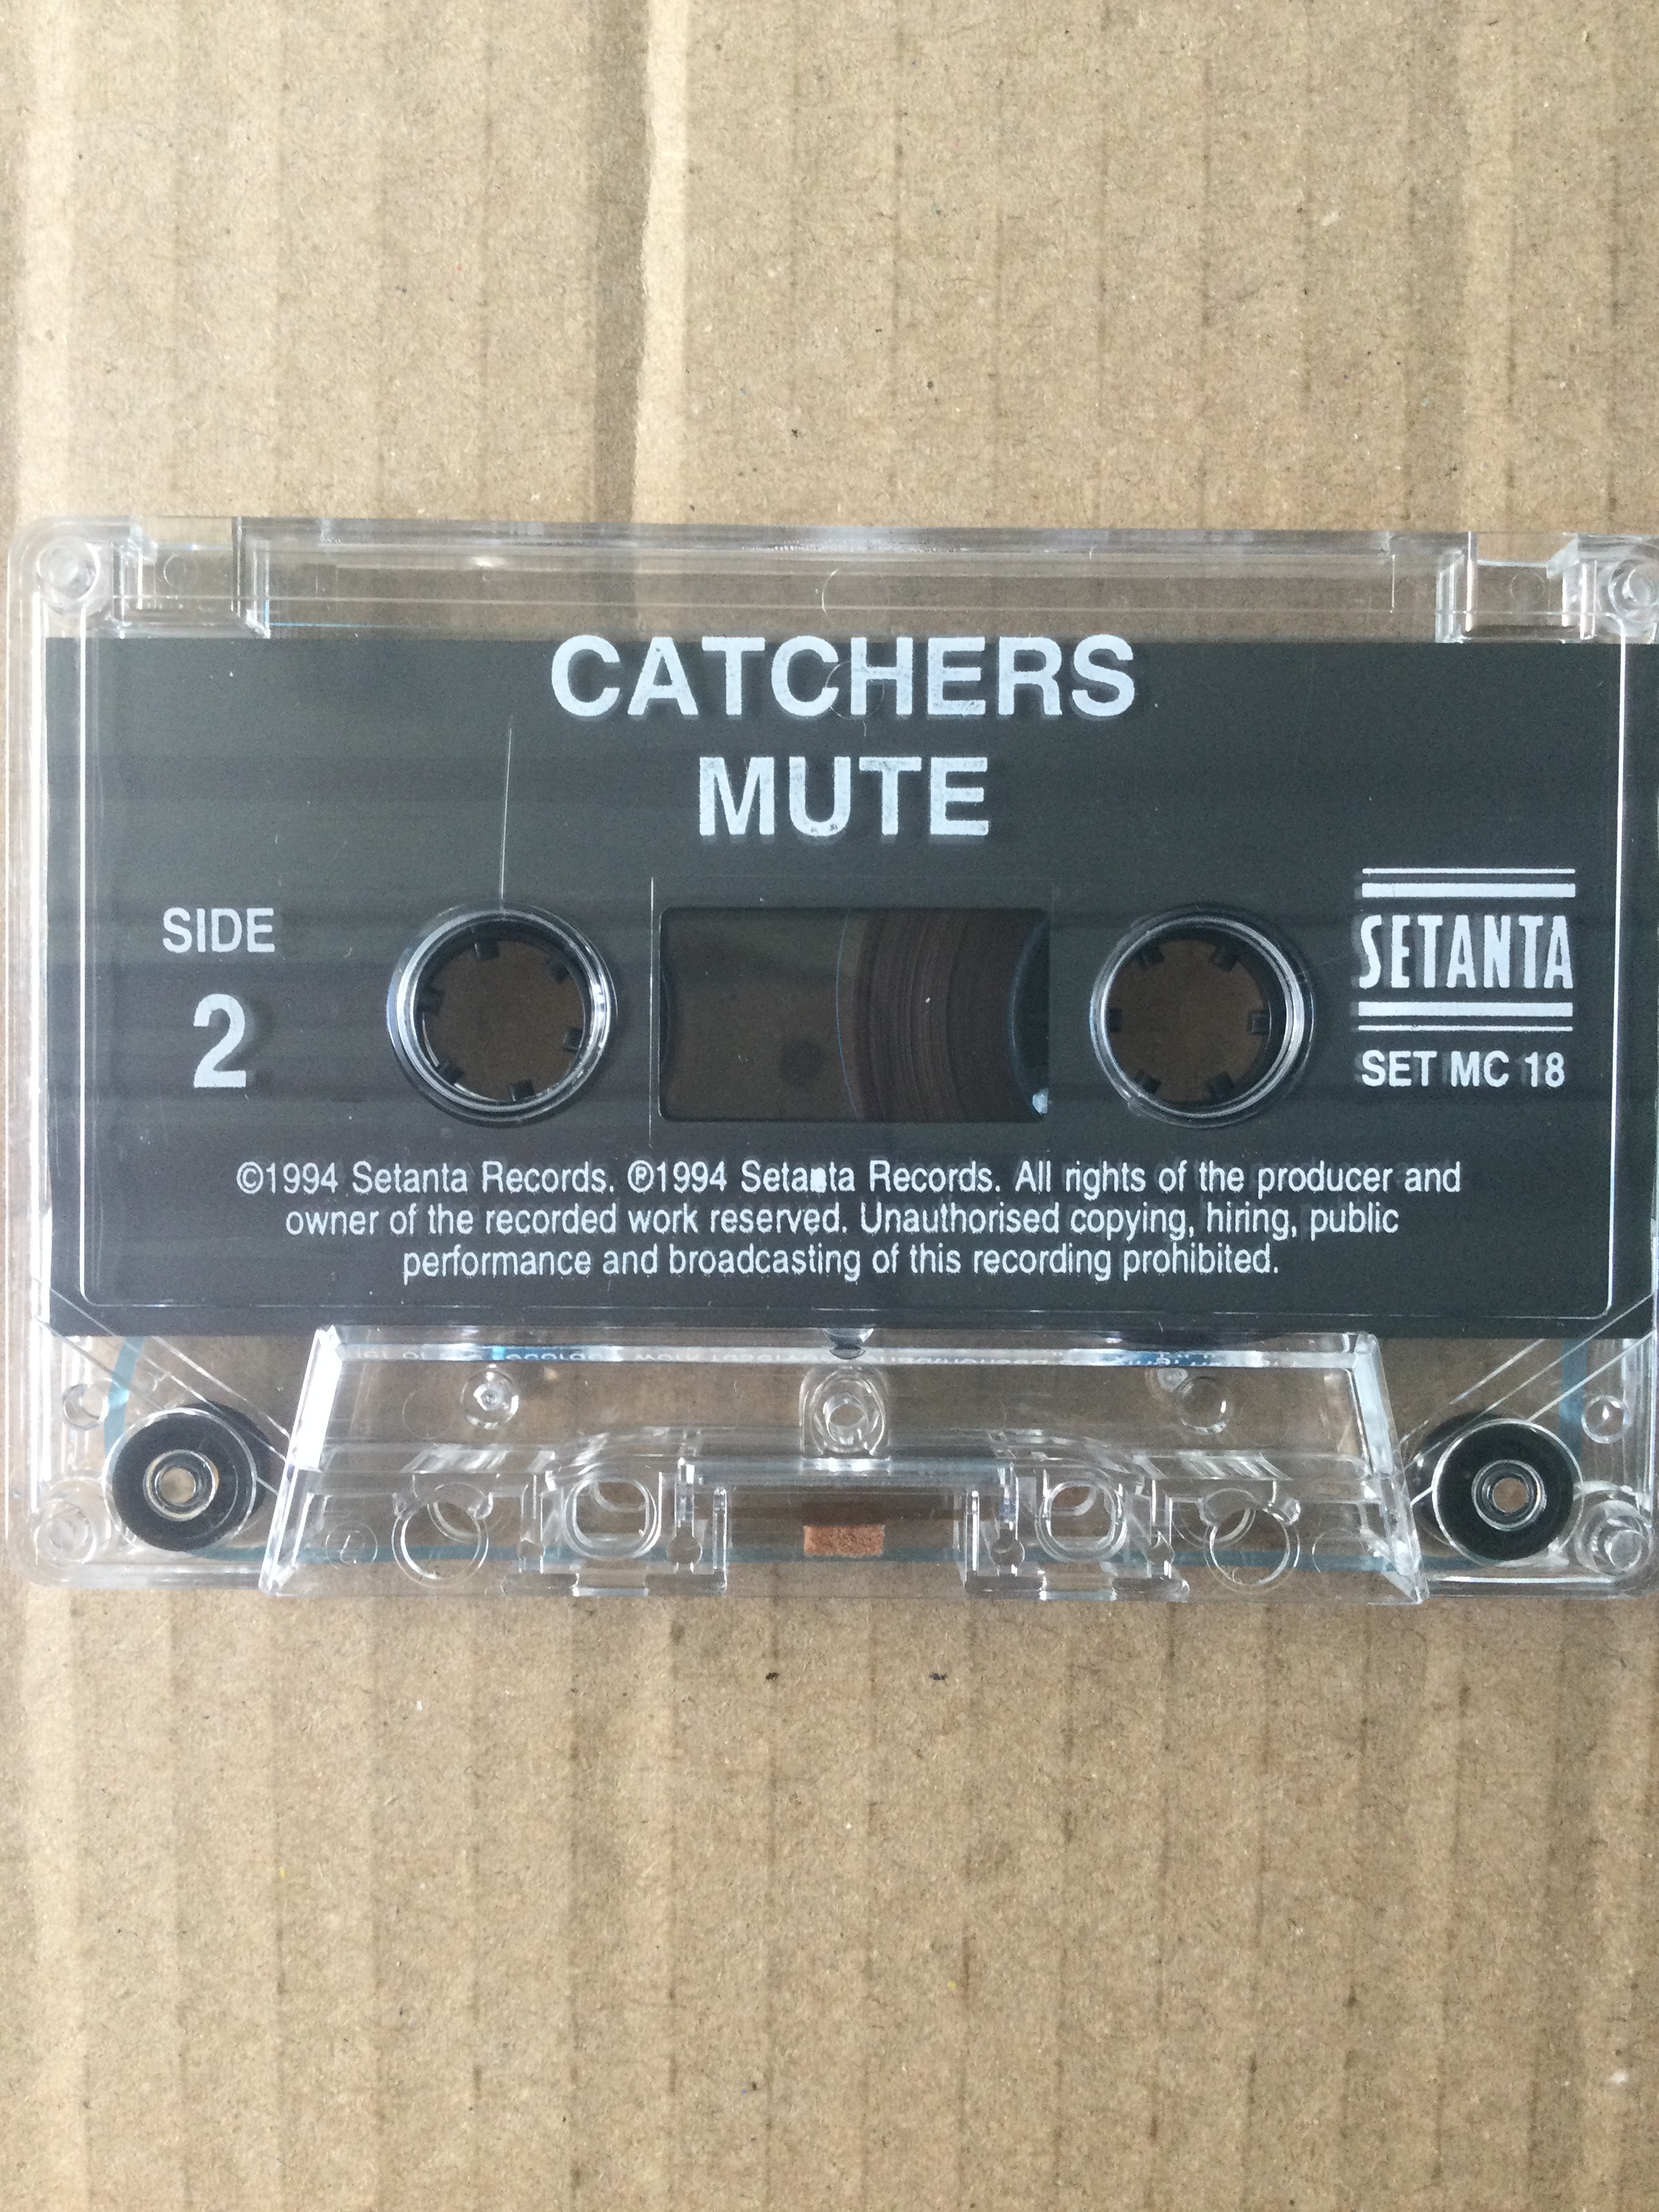 CATCHERS
MUTE
SIDE
2
SETANTA
SET MC 18
©1994 Setanta Records. ℗1994 Setanta Records. All rights of the producer and
owner of the recorded work reserved. Unauthorised copying, hiring, public
performance and broadcasting of this recording prohibited.